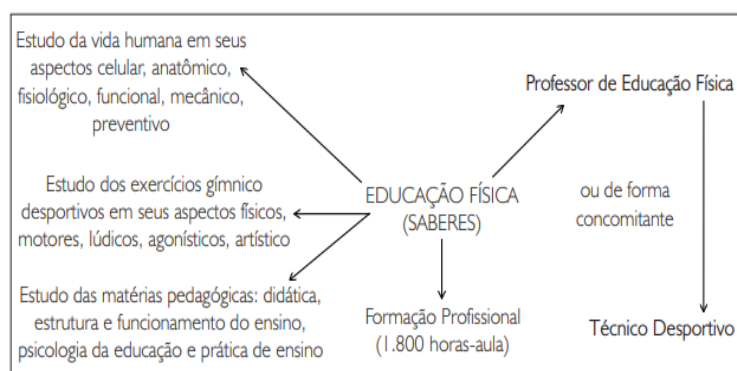 Estudo da vida humana em seus
aspectos celular, anatômico,
fisiológico, funcional, mecânico,
preventivo
Professor de Educação Física
Estudo dos exercícios gímnico
desportivos em seus aspectos físicos,
motores, lúdicos, agonísticos, artístico
EDUCAÇÃO FÍSICA
(SABERES)
ou de forma
concomitante
Estudo das matérias pedagógicas: didática,
estrutura e funcionamento do ensino,
psicologia da educação e prática de ensino
Formação Profissional
(1.800 horas-aula)
Técnico Desportivo